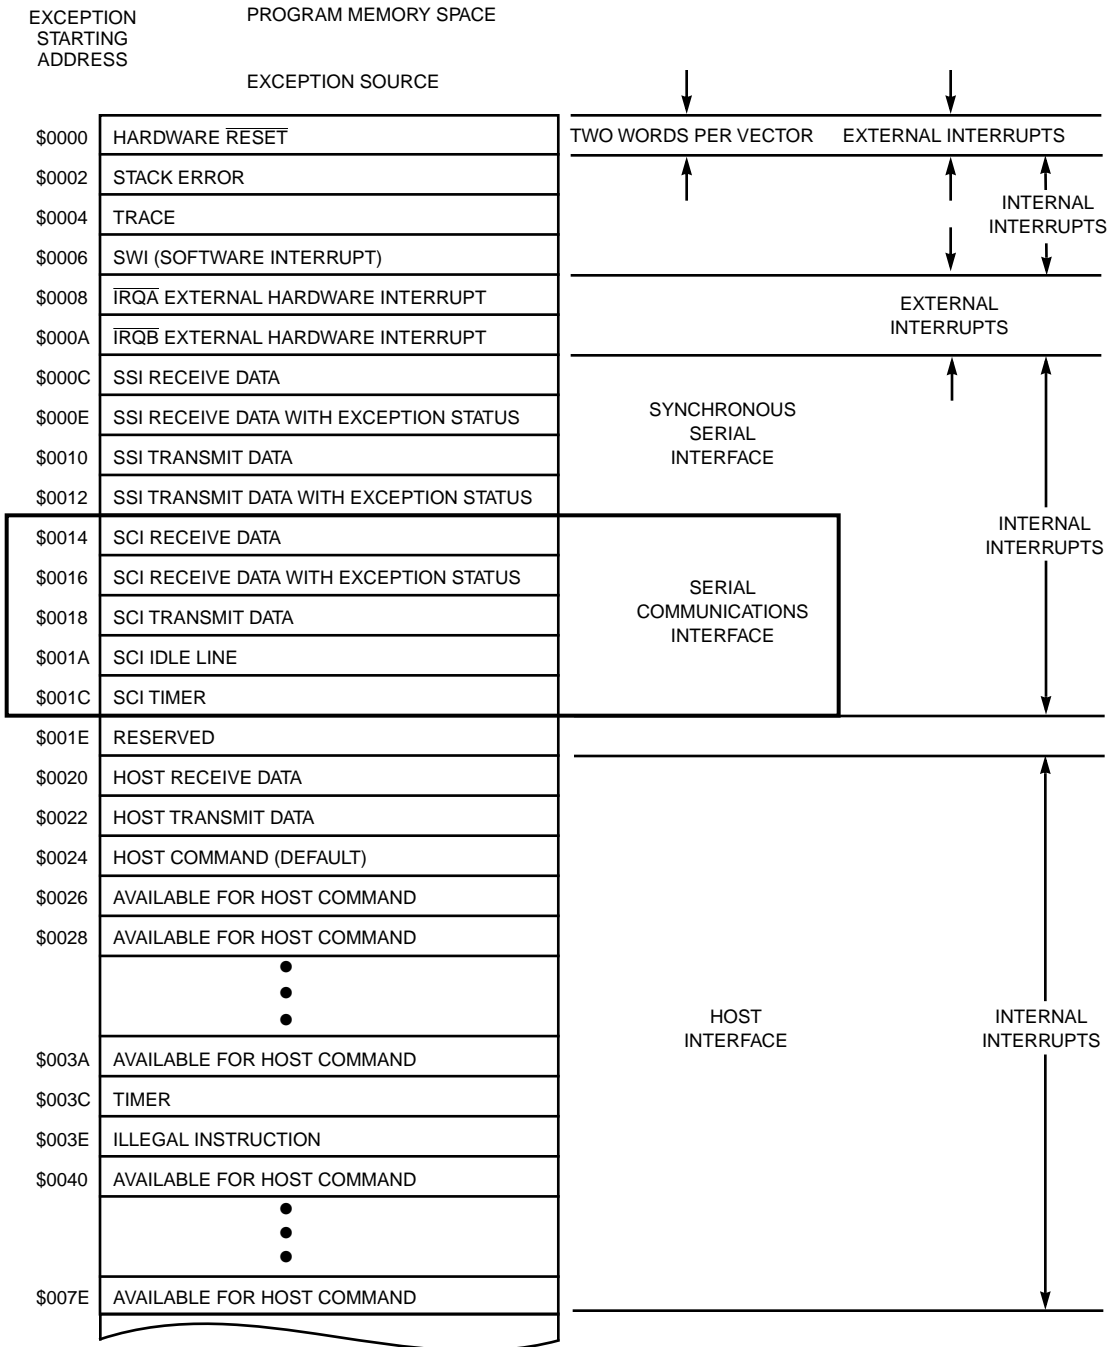 EXCEPTION
STARTING
ADDRESS
PROGRAM MEMORY SPACE
EXCEPTION SOURCE
$0000 HARDWARE RESET TWO WORDS PER VECTOR EXTERNAL INTERRUPTS
$0002 STACK ERROR
INTERNAL
INTERRUPTS
$0004 TRACE
$0006 SWI (SOFTWARE INTERRUPT)
$0008 IRQA EXTERNAL HARDWARE INTERRUPT
EXTERNAL
INTERRUPTS
$000A IRQB EXTERNAL HARDWARE INTERRUPT
$000C SSI RECEIVE DATA
$000E SSI RECEIVE DATA WITH EXCEPTION STATUS
SYNCHRONOUS
SERIAL
INTERFACE
$0010 SSI TRANSMIT DATA
$0012 SSI TRANSMIT DATA WITH EXCEPTION STATUS
$0014 SCI RECEIVE DATA
INTERNAL
INTERRUPTS
$0016 SCI RECEIVE DATA WITH EXCEPTION STATUS
SERIAL
COMMUNICATIONS
INTERFACE
$0018 SCI TRANSMIT DATA
$001A SCI IDLE LINE
$001C SCI TIMER
$001E RESERVED
$0020 HOST RECEIVE DATA
$0022 HOST TRANSMIT DATA
$0024 HOST COMMAND (DEFAULT)
$0026 AVAILABLE FOR HOST COMMAND
$0028 AVAILABLE FOR HOST COMMAND
HOST
INTERFACE
INTERNAL
INTERRUPTS
$003A AVAILABLE FOR HOST COMMAND
$003C TIMER
$003E ILLEGAL INSTRUCTION
$0040 AVAILABLE FOR HOST COMMAND
$007E AVAILABLE FOR HOST COMMAND